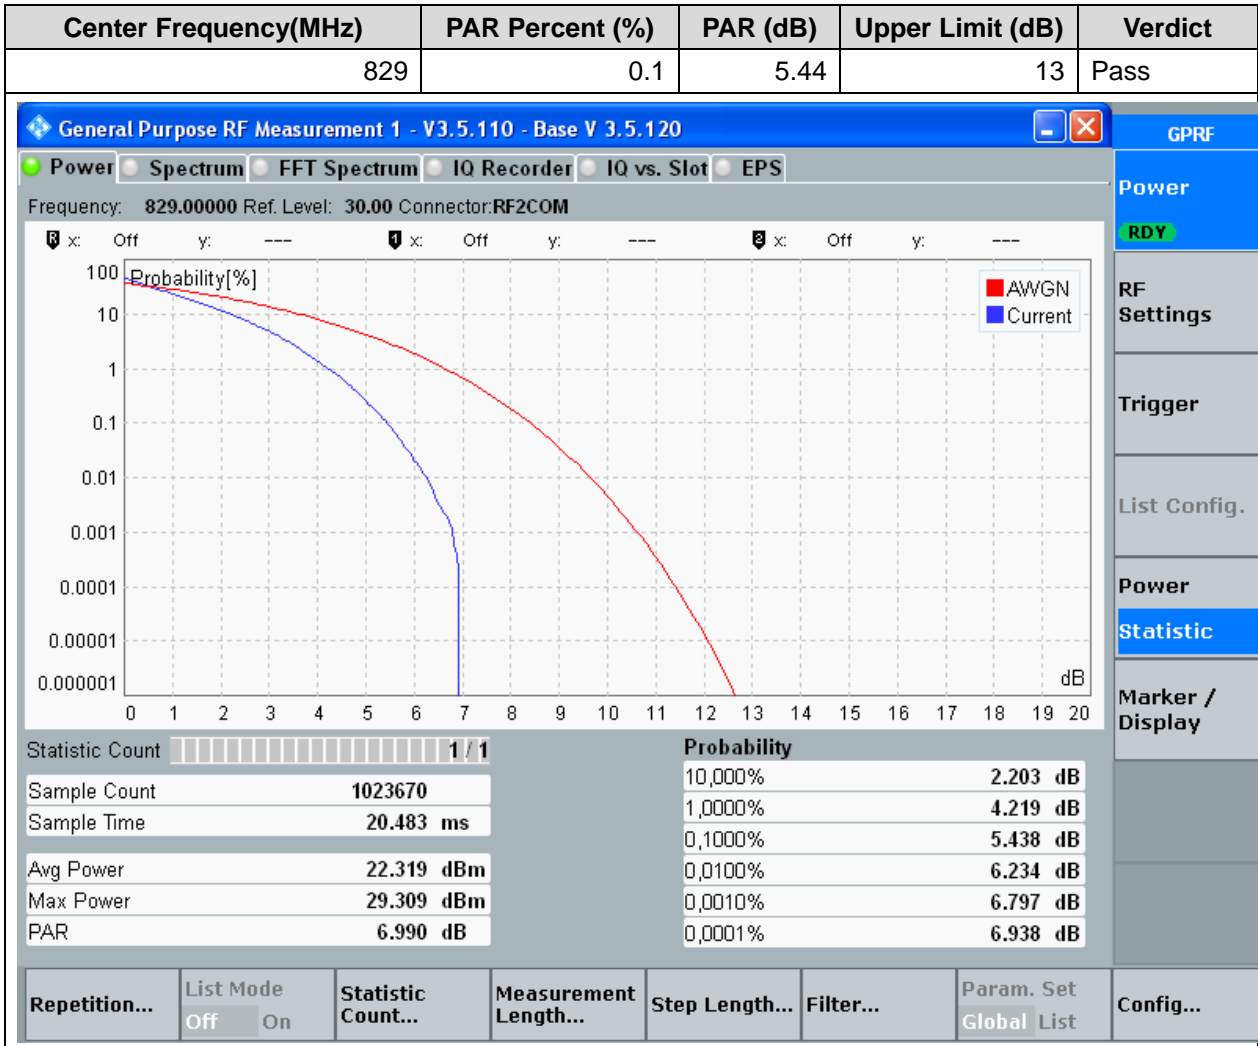 Center Frequency(MHz) PAR Percent (%) PAR (dB) Upper Limit (dB) Verdict
829 0.1 5.44 13 Pass
General Purpose RF Measurement 1 - V3.5.110 - Base V 3.5.120
GPRF
Power Spectrum FFT Spectrum IQ Recorder IQ vs. Slot EPS
Frequency: 829.00000 Ref. Level: 30.00 Connector:RF2COM
R x: Off y: --- 1 x: Off y: --- 2 x: Off y: ---
Probability[%]
100
10
1
0.1
0.01
0.001
0.0001
0.00001
0.000001
AWGN
Current
dB
0 1 2 3 4 5 6 7 8 9 10 11 12 13 14 15 16 17 18 19 20
Power
RDY
RF
Settings
Trigger
List Config.
Power
Statistic
Marker /
Display
Statistic Count 1 / 1
Sample Count 1023670
Sample Time 20.483 ms
Avg Power 22.319 dBm
Max Power 29.309 dBm
PAR 6.990 dB
Probability
10,000% 2.203 dB
1,0000% 4.219 dB
0,1000% 5.438 dB
0,0100% 6.234 dB
0,0010% 6.797 dB
0,0001% 6.938 dB
Repetition...
List Mode
Off On
Statistic
Count...
Measurement
Length...
Step Length...
Filter...
Param. Set
Global List
Config...